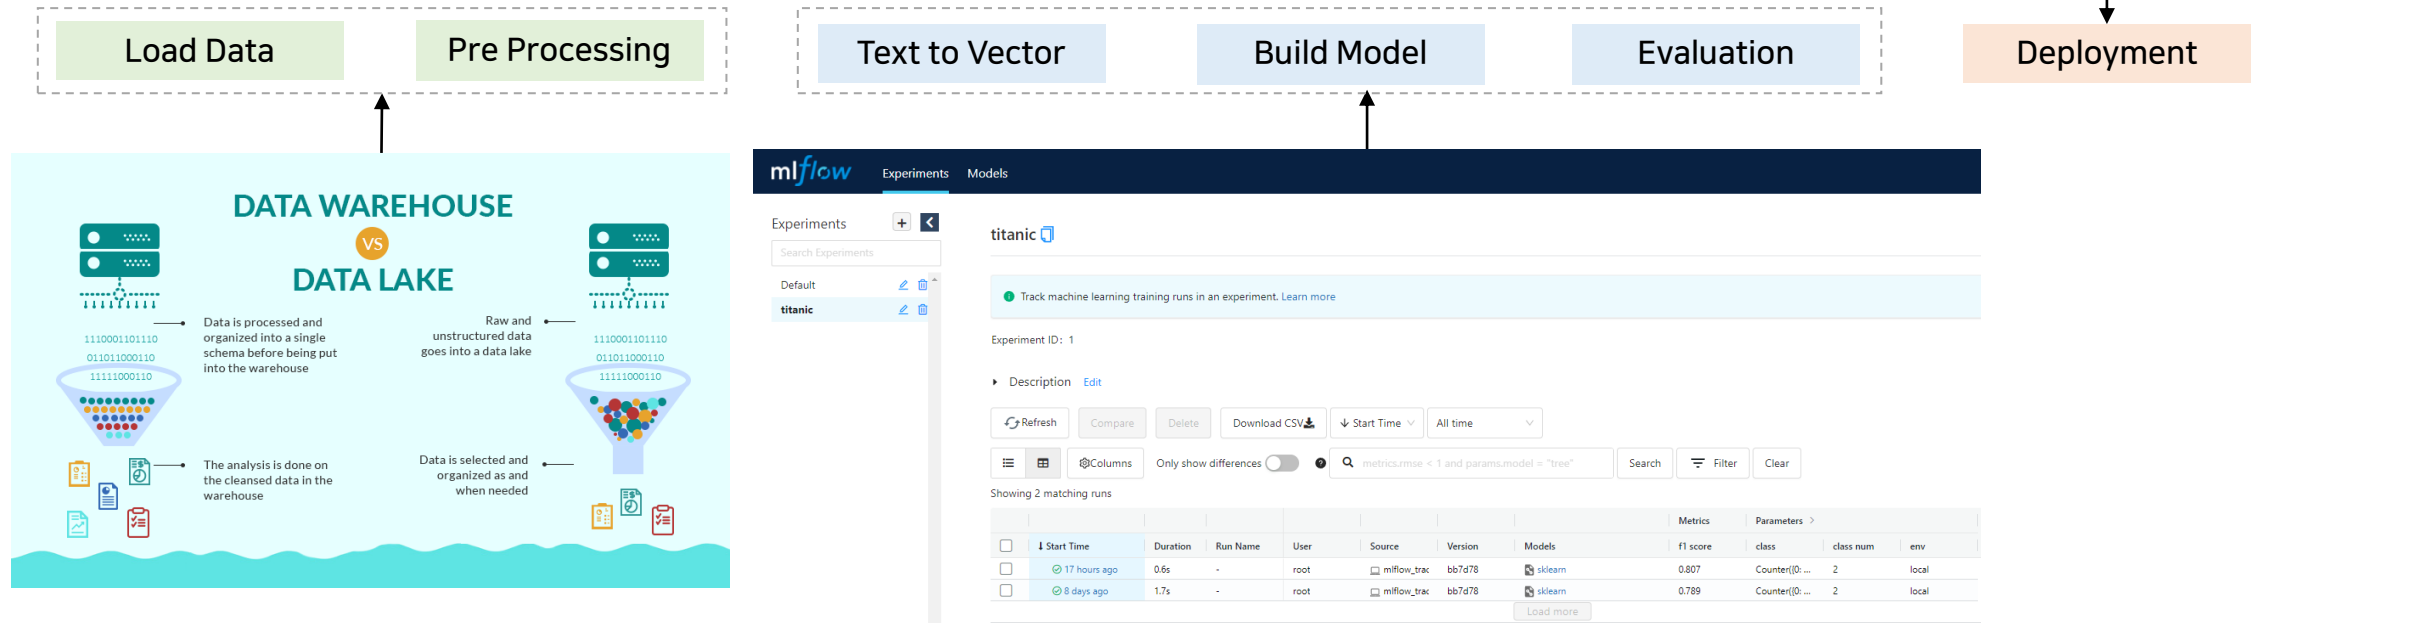 Load Data
Pre Processing
Text to Vector
Build Model
Evaluation
Deployment
DATA WAREHOUSE
VS
DATA LAKE
Data is processed and
organized into a single
schema before being put
into the warehouse
Raw and
unstructured data
goes into a data lake
1110001101110
011011000110
11111000110
1110001101110
011011000110
11111000110
The analysis is done on
the cleansed data in the
warehouse
Data is selected and
organized as and
when needed
mlflow
Experiments
Models
Experiments
+
Search Experiments
Default
titanic
titanic
Track machine learning training runs in an experiment. Learn more
Experiment ID: 1
Description Edit
Refresh
Compare
Delete
Download CSV
Start Time
All time
Columns
Only show differences
metrics.rmse < 1 and params.model = "tree"
Search
Filter
Clear
Showing 2 matching runs
Metrics
Parameters >
Start Time Duration Run Name User Source Version Models f1 score class class num env
17 hours ago 0.6s - root mlflow_trac bb7d78 sklearn 0.807 Counter({0: ... 2 local
8 days ago 1.7s - root mlflow_trac bb7d78 sklearn 0.789 Counter({0: ... 2 local
Load more